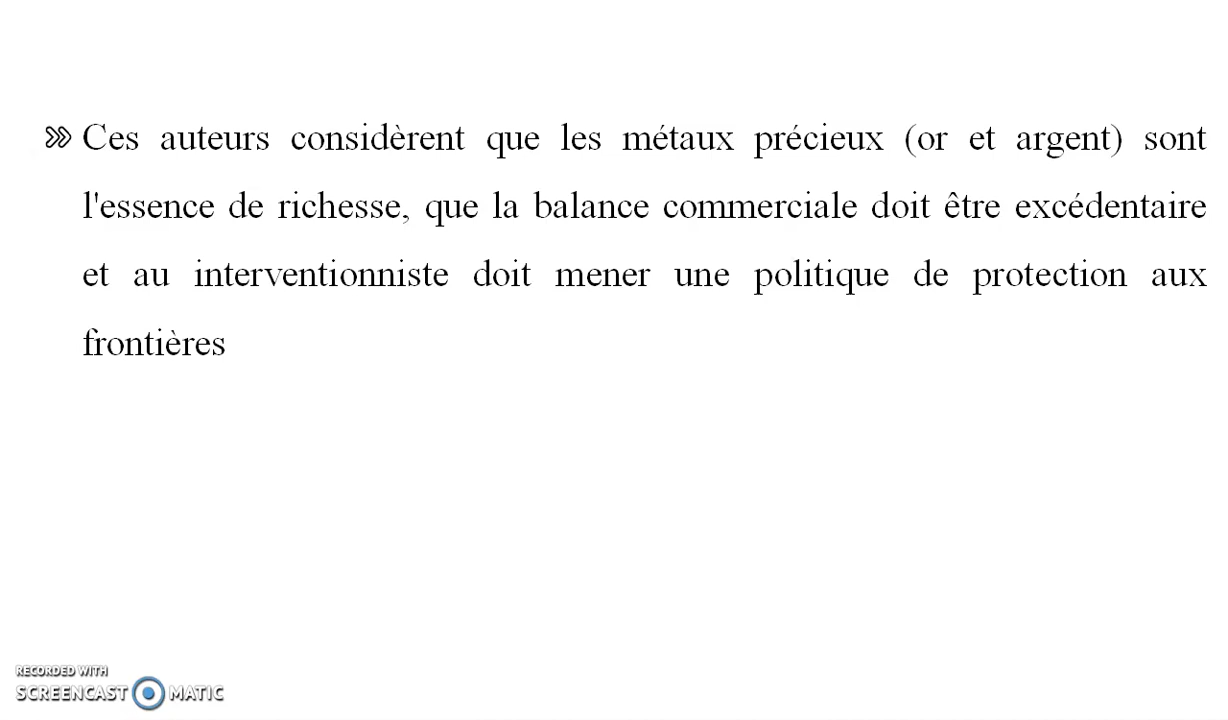 » Ces auteurs considèrent que les métaux précieux (or et argent) sont
l'essence de richesse, que la balance commerciale doit être excédentaire
et au interventionniste doit mener une politique de protection aux
frontières
RECORDED WITH
SCREENCAST MATIC